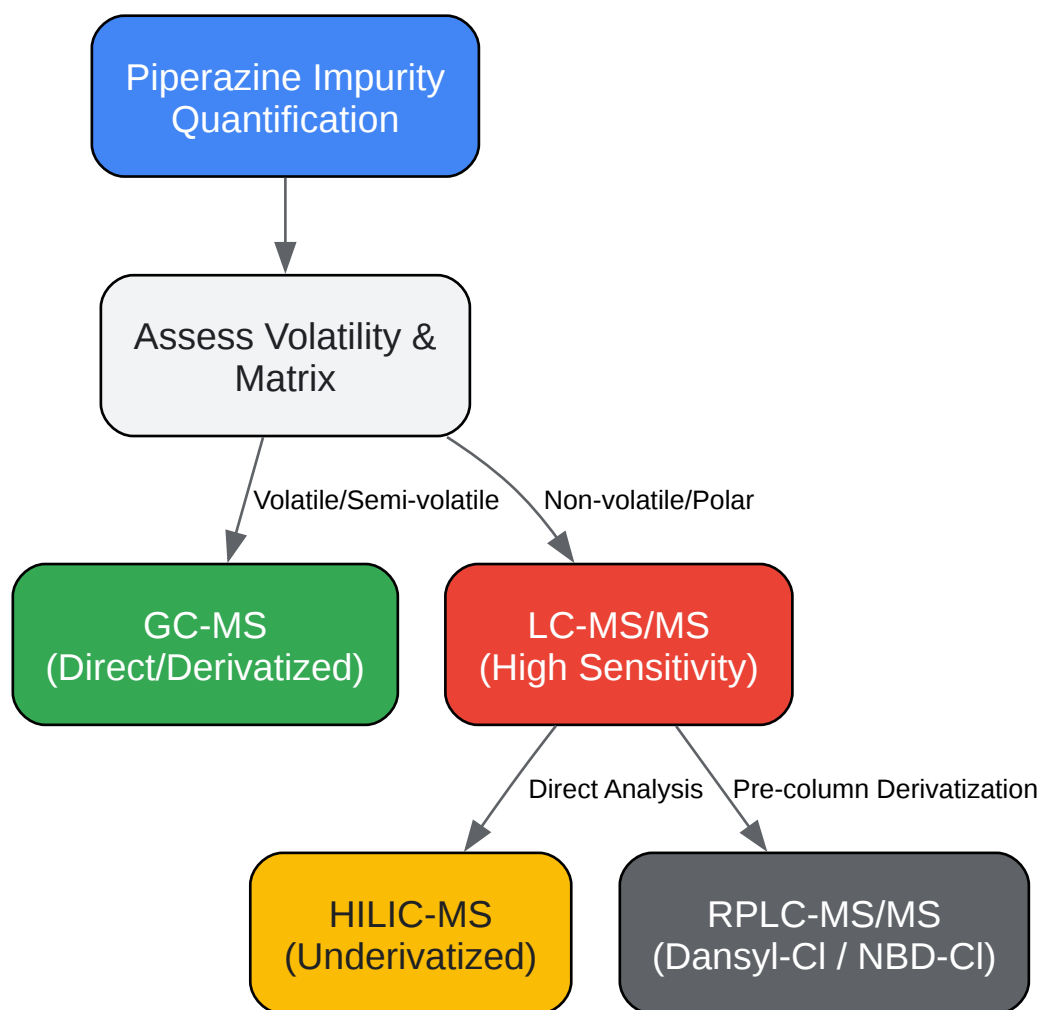 Piperazine Impurity
Quantification
Assess Volatility &
Matrix
Volatile/Semi-volatile
Non-volatile/Polar
GC-MS
(Direct/Derivatized)
LC-MS/MS
(High Sensitivity)
Direct Analysis
Pre-column Derivatization
HILIC-MS
(Underivatized)
RPLC-MS/MS
(Dansyl-Cl / NBD-Cl)